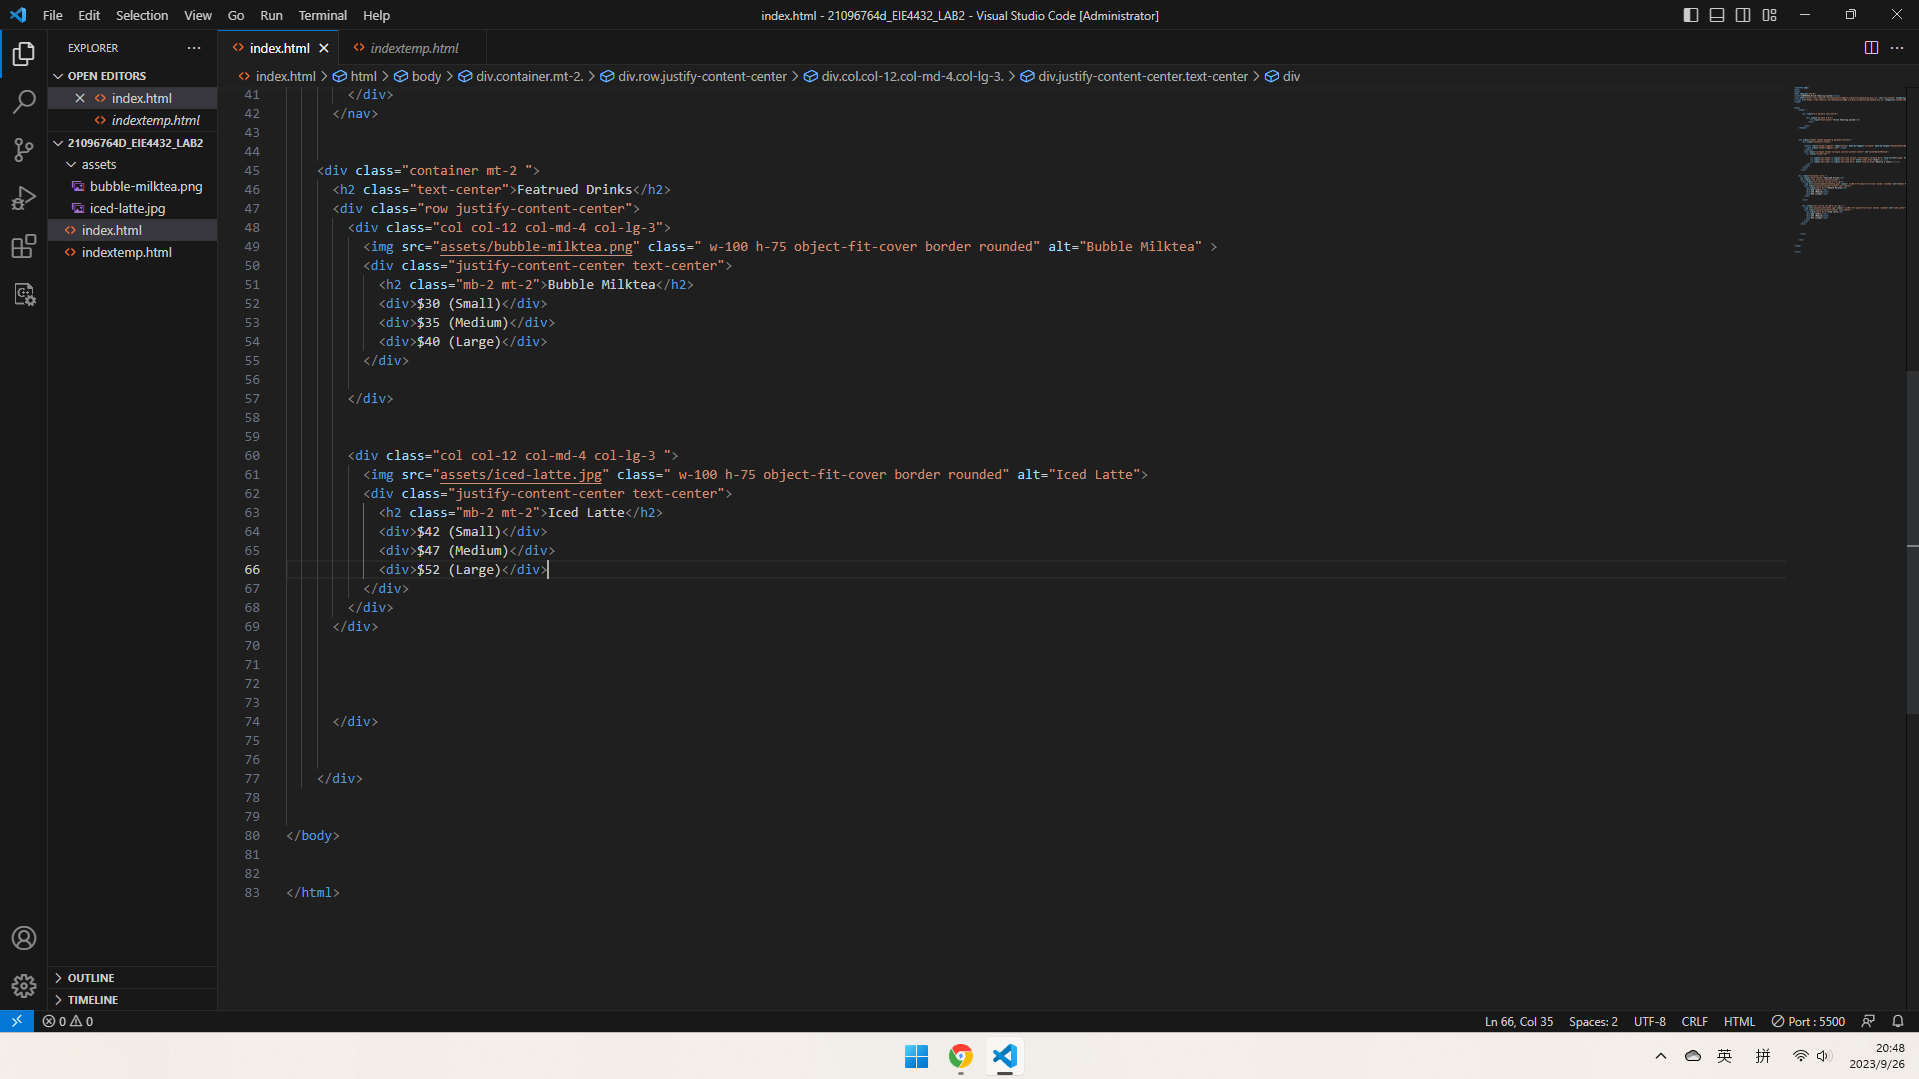 File Edit Selection View Go Run Terminal Help
index.html - 21096764d_EIE4432_LAB2 - Visual Studio Code [Administrator]
EXPLORER
OPEN EDITORS
index.html
indextemp.html
21096764D_EIE4432_LAB2
assets
bubble-milktea.png
iced-latte.jpg
index.html
indextemp.html
OUTLINE
TIMELINE
index.html indextemp.html
index.html > html > body > div.container.mt-2. > div.row.justify-content-center > div.col.col-12.col-md-4.col-lg-3. > div.justify-content-center.text-center > div
41 </div>
42 </nav>
43
44
45 <div class="container mt-2 ">
46 <h2 class="text-center">Featrued Drinks</h2>
47 <div class="row justify-content-center">
48 <div class="col col-12 col-md-4 col-lg-3">
49 <img src="assets/bubble-milktea.png" class=" w-100 h-75 object-fit-cover border rounded" alt="Bubble Milktea" >
50 <div class="justify-content-center text-center">
51 <h2 class="mb-2 mt-2">Bubble Milktea</h2>
52 <div>$30 (Small)</div>
53 <div>$35 (Medium)</div>
54 <div>$40 (Large)</div>
55 </div>
56
57 </div>
58
59
60 <div class="col col-12 col-md-4 col-lg-3 ">
61 <img src="assets/iced-latte.jpg" class=" w-100 h-75 object-fit-cover border rounded" alt="Iced Latte">
62 <div class="justify-content-center text-center">
63 <h2 class="mb-2 mt-2">Iced Latte</h2>
64 <div>$42 (Small)</div>
65 <div>$47 (Medium)</div>
66 <div>$52 (Large)</div>
67 </div>
68 </div>
69 </div>
70
71
72
73
74 </div>
75
76
77 </div>
78
79
80 </body>
81
82
83 </html>
0 0
Ln 66, Col 35 Spaces: 2 UTF-8 CRLF HTML Port : 5500
英 拼
20:48
2023/9/26